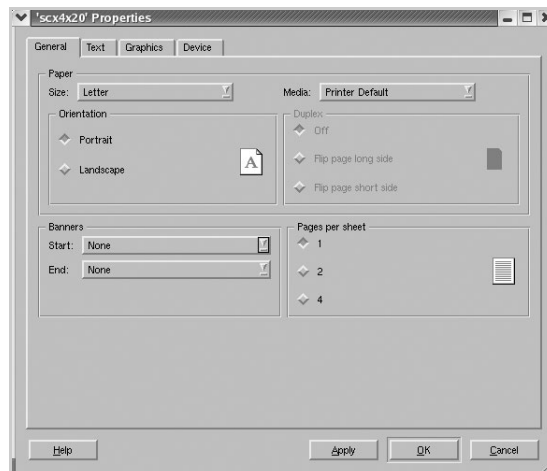 'scx4x20' Properties
General Text Graphics Device
Paper
Size: Letter Media: Printer Default
Orientation
Portrait
Landscape
A
Duplex
Off
Flip page long side
Flip page short side
Banners
Start: None
End: None
Pages per sheet
1
2
4
Help Apply OK Cancel